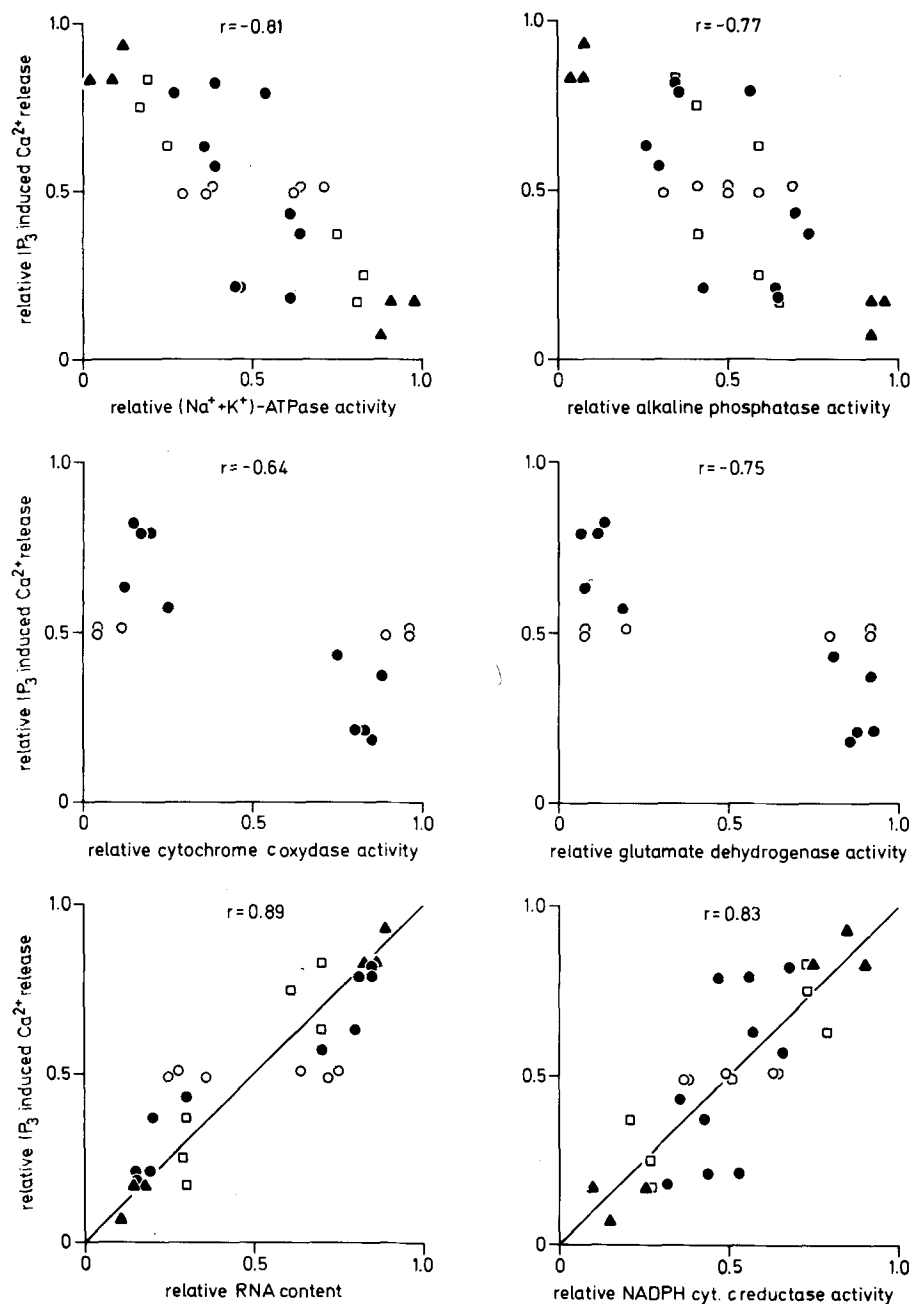 r=-0.81
1.0
0.5
0
0
0.5
1.0
relative IP₃ induced Ca²⁺ release
relative (Na⁺+K⁺)-ATPase activity
r=-0.77
1.0
0.5
0
0
0.5
1.0
relative alkaline phosphatase activity
r=-0.64
1.0
0.5
0
0
0.5
1.0
relative IP₃ induced Ca²⁺ release
relative cytochrome c oxydase activity
r=-0.75
1.0
0.5
0
0
0.5
1.0
relative glutamate dehydrogenase activity
r=0.89
1.0
0.5
0
0
0.5
1.0
relative IP₃ induced Ca²⁺ release
relative RNA content
r=0.83
1.0
0.5
0
0
0.5
1.0
relative NADPH cyt. c reductase activity